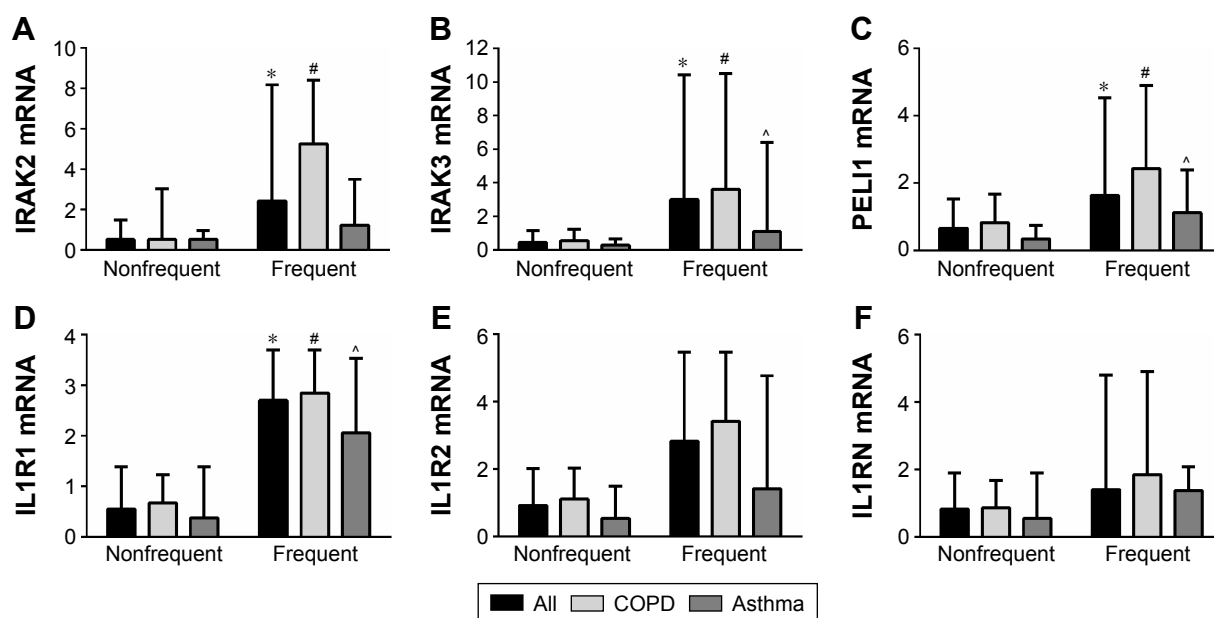 A
IRAK2 mRNA
10
8
6
4
2
0
* #
Nonfrequent Frequent
B
IRAK3 mRNA
12
10
8
6
4
2
0
* # ^
Nonfrequent Frequent
C
PELI1 mRNA
6
4
2
0
* # ^
Nonfrequent Frequent
D
IL1R1 mRNA
4
3
2
1
0
* # ^
Nonfrequent Frequent
E
IL1R2 mRNA
6
4
2
0
Nonfrequent Frequent
F
IL1RN mRNA
6
4
2
0
Nonfrequent Frequent
All COPD Asthma